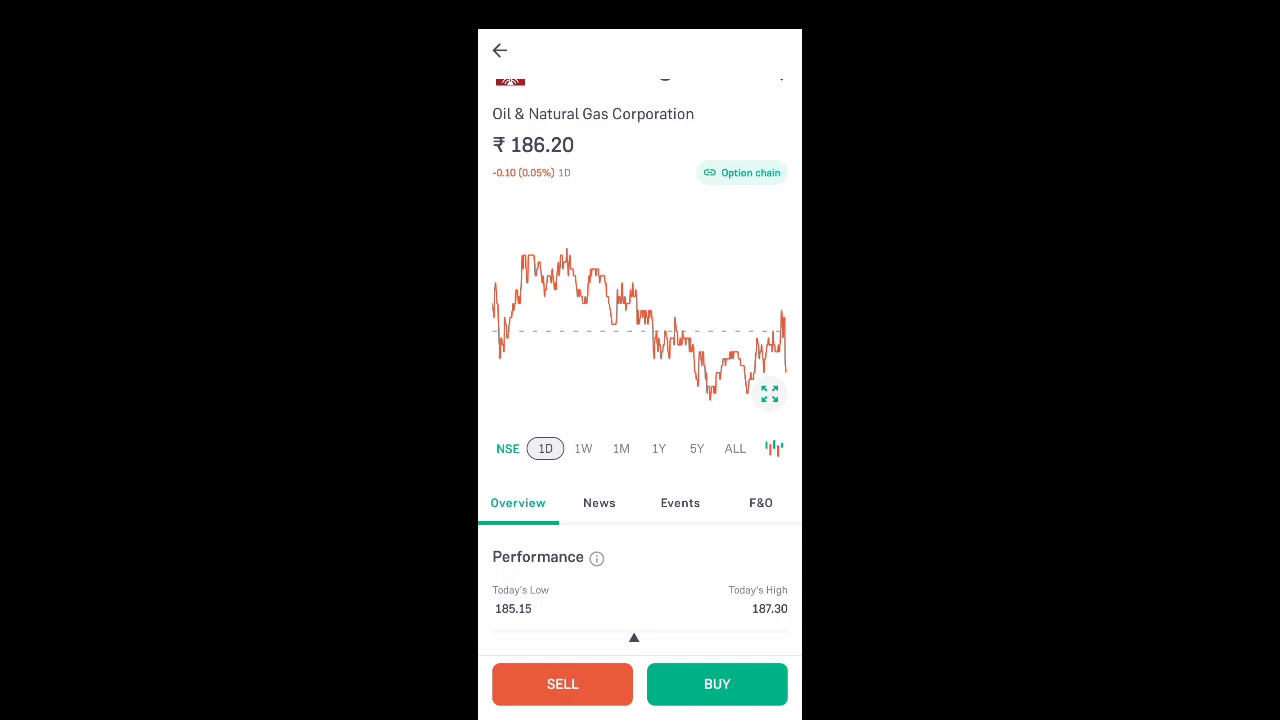 Oil & Natural Gas Corporation
₹ 186.20
-0.10 (0.05%) 1D
Option chain
NSE 1D 1W 1M 1Y 5Y ALL
Overview News Events F&O
Performance
Today's Low Today's High
185.15 187.30
SELL BUY